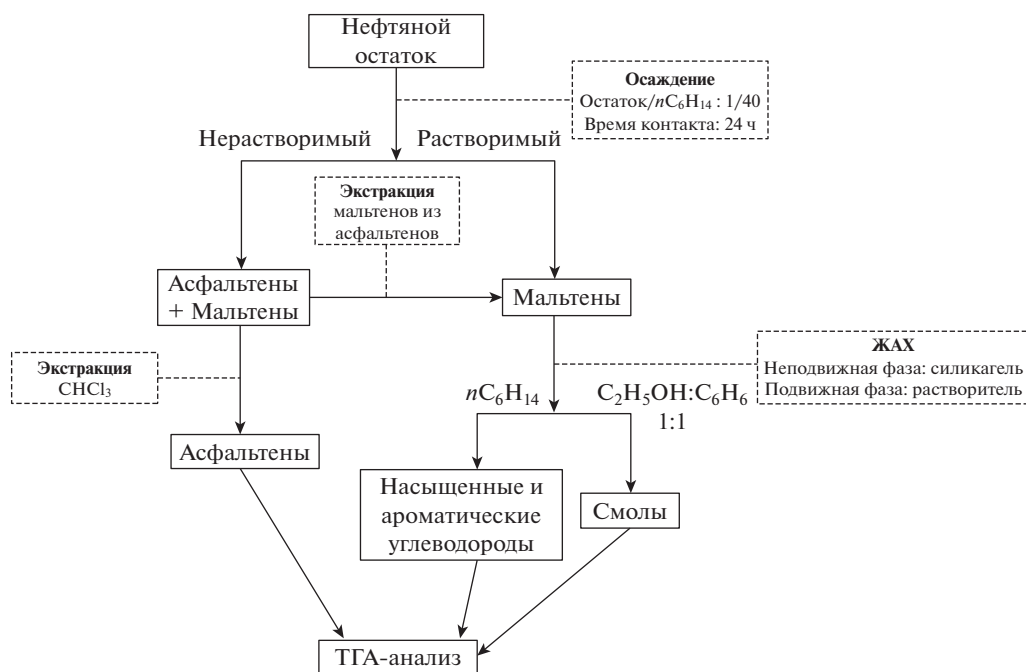 Нефтяной
остаток
Осаждение
Остаток/nC₆H₁₄ : 1/40
Время контакта: 24 ч
Нерастворимый
Растворимый
Экстракция
мальтенов из
асфальтенов
Асфальтены
+ Мальтены
Мальтены
Экстракция
CHCl₃
ЖАХ
Неподвижная фаза: силикагель
Подвижная фаза: растворитель
nC₆H₁₄
C₂H₅OH:C₆H₆
1:1
Асфальтены
Насыщенные и
ароматические
углеводороды
Смолы
ТГА-анализ